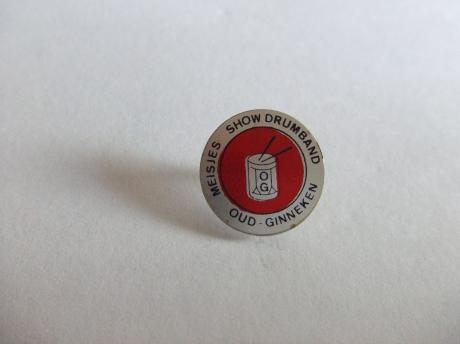 MEISJES SHOW DRUMBAND
OUD-GINNEKEN
OG